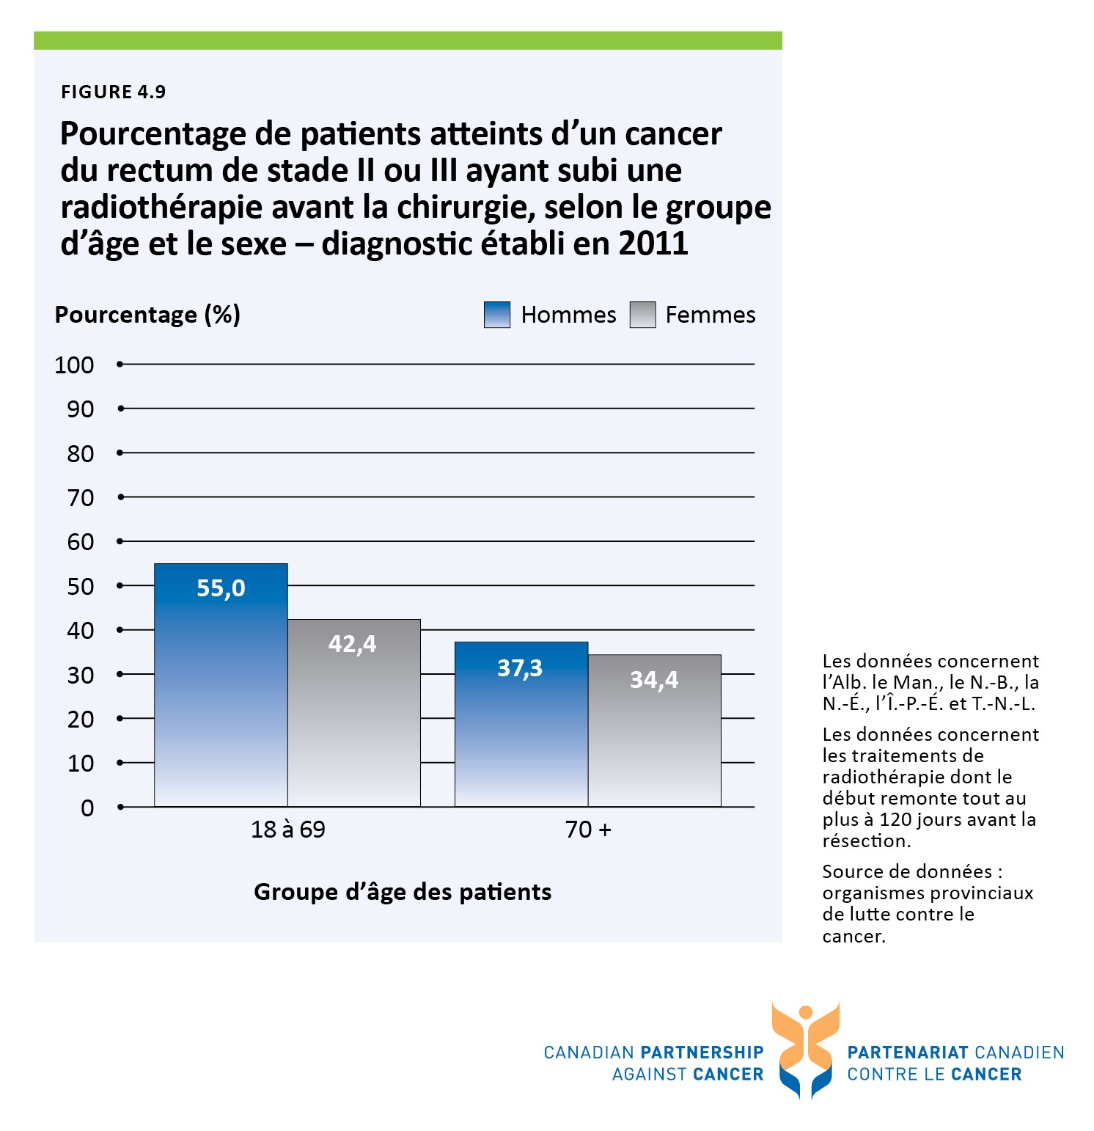 FIGURE 4.9
Pourcentage de patients atteints d’un cancer
du rectum de stade II ou III ayant subi une
radiothérapie avant la chirurgie, selon le groupe
d’âge et le sexe – diagnostic établi en 2011
Pourcentage (%)
Hommes
Femmes
100
90
80
70
60
50
40
30
20
10
0
55,0
42,4
37,3
34,4
18 à 69
70 +
Groupe d’âge des patients
Les données concernent
l’Alb. le Man., le N.-B., la
N.-É., l’Î.-P.-É. et T.-N.-L.
Les données concernent
les traitements de
radiothérapie dont le
début remonte tout au
plus à 120 jours avant la
résection.
Source de données :
organismes provinciaux
de lutte contre le
cancer.
CANADIAN PARTNERSHIP
AGAINST CANCER
PARTENARIAT CANADIEN
CONTRE LE CANCER